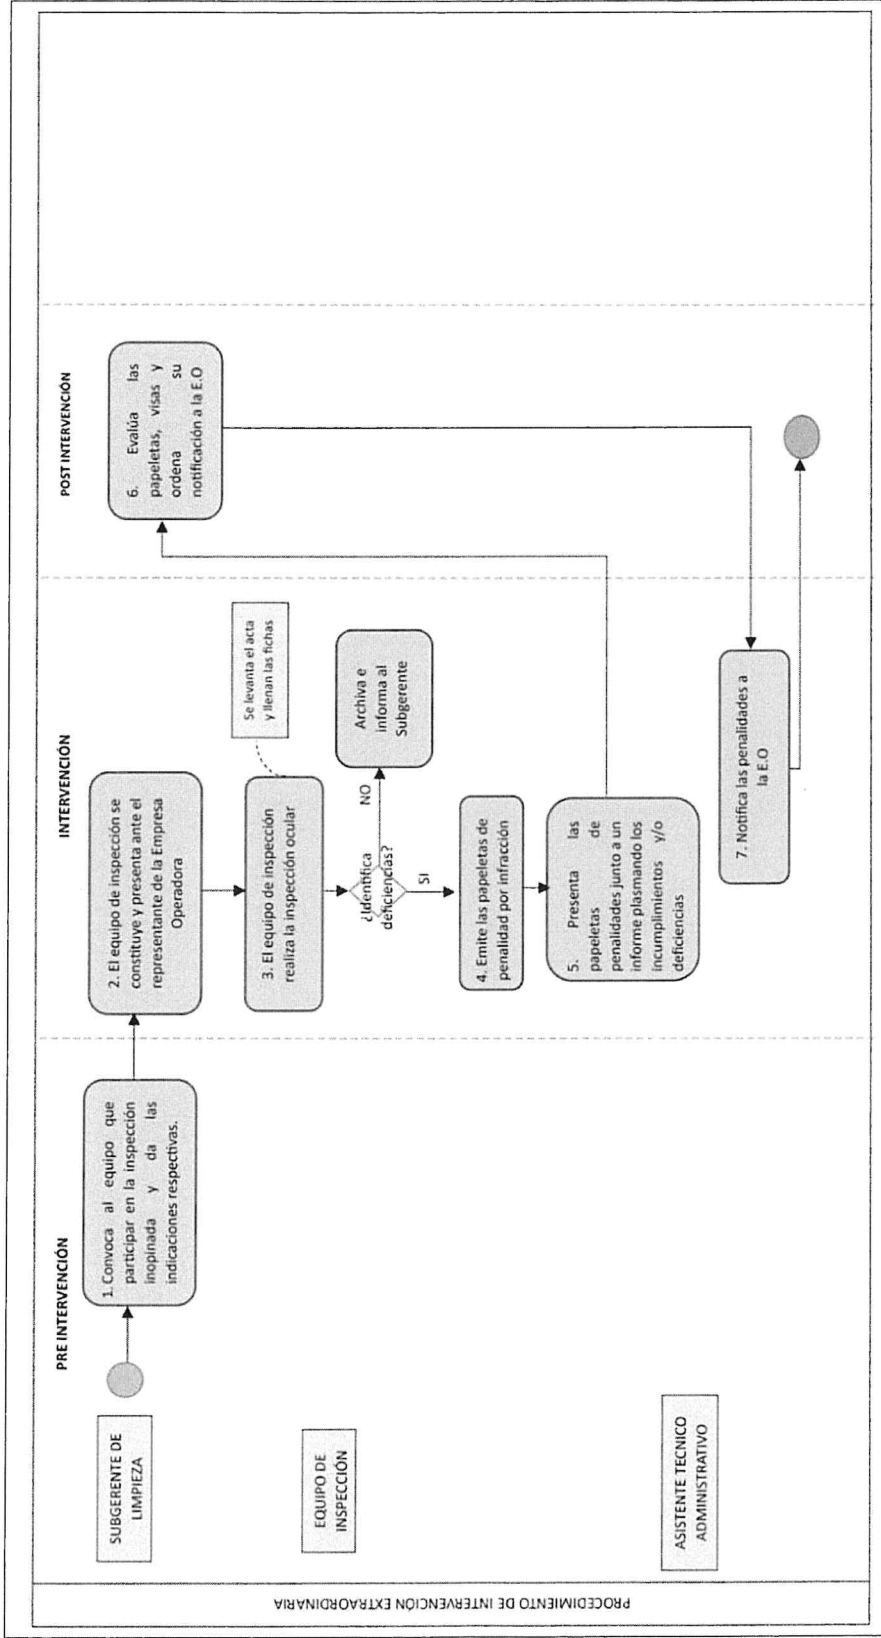 PROCEDIMIENTO DE INTERVENCIÓN EXTRAORDINARIA
PRE INTERVENCIÓN
INTERVENCIÓN
POST INTERVENCIÓN
SUBGERENTE DE
LIMPIEZA
EQUIPO DE
INSPECCIÓN
ASISTENTE TECNICO
ADMINISTRATIVO
1. Convoca al equipo que
participar en la inspección
inopinada y da las
indicaciones respectivas.
2. El equipo de inspección se
constituye y presenta ante el
representante de la Empresa
Operadora
3. El equipo de inspección
realiza la inspección ocular
Se levanta el acta
y llenan las fichas
¿Identifica
deficiencias?
NO
Archiva e
informa al
Subgerente
SI
4. Emite las papeletas de
penalidad por infracción
5. Presenta las
papeletas de
penalidades junto a un
informe plasmando los
incumplimientos y/o
deficiencias
6. Evalúa las
papeletas, visas y
ordena su
notificación a la E.O
7. Notifica las penalidades a
la E.O